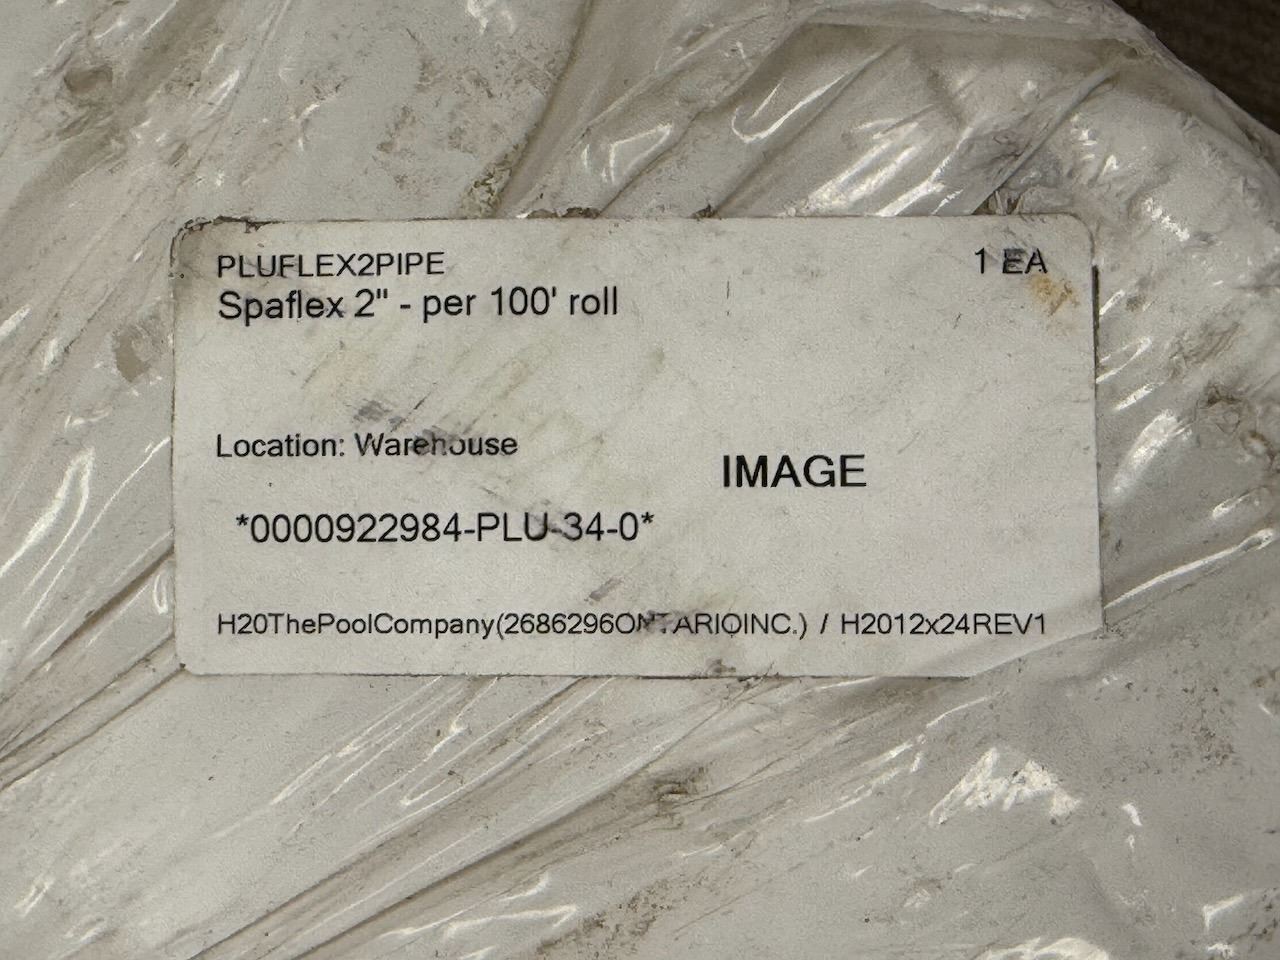 PLUFLEX2PIPE 1 EA
Spaflex 2" - per 100' roll
Location: Warehouse
IMAGE
*0000922984-PLU-34-0*
H20ThePoolCompany(2686296ONTARIOINC.) / H2012x24REV1